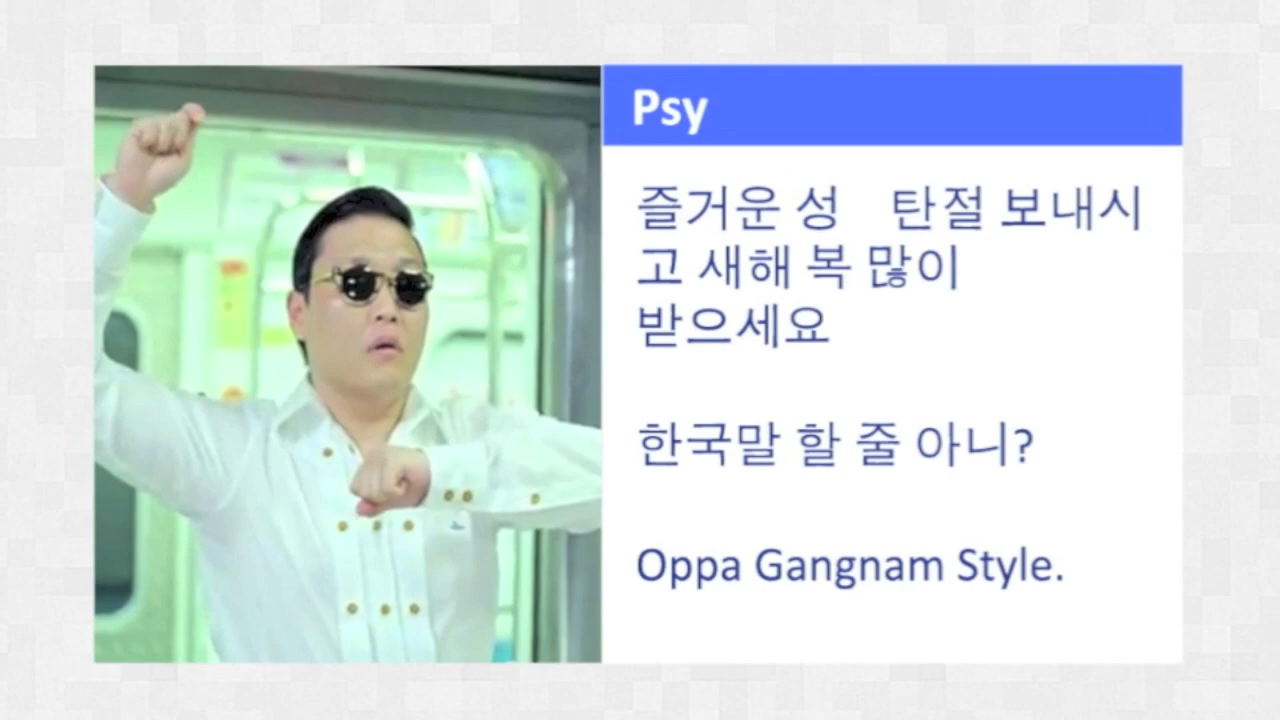 Psy
즐거운 성 탄절 보내시
고 새해 복 많이
받으세요
한국말 할 줄 아니?
Oppa Gangnam Style.